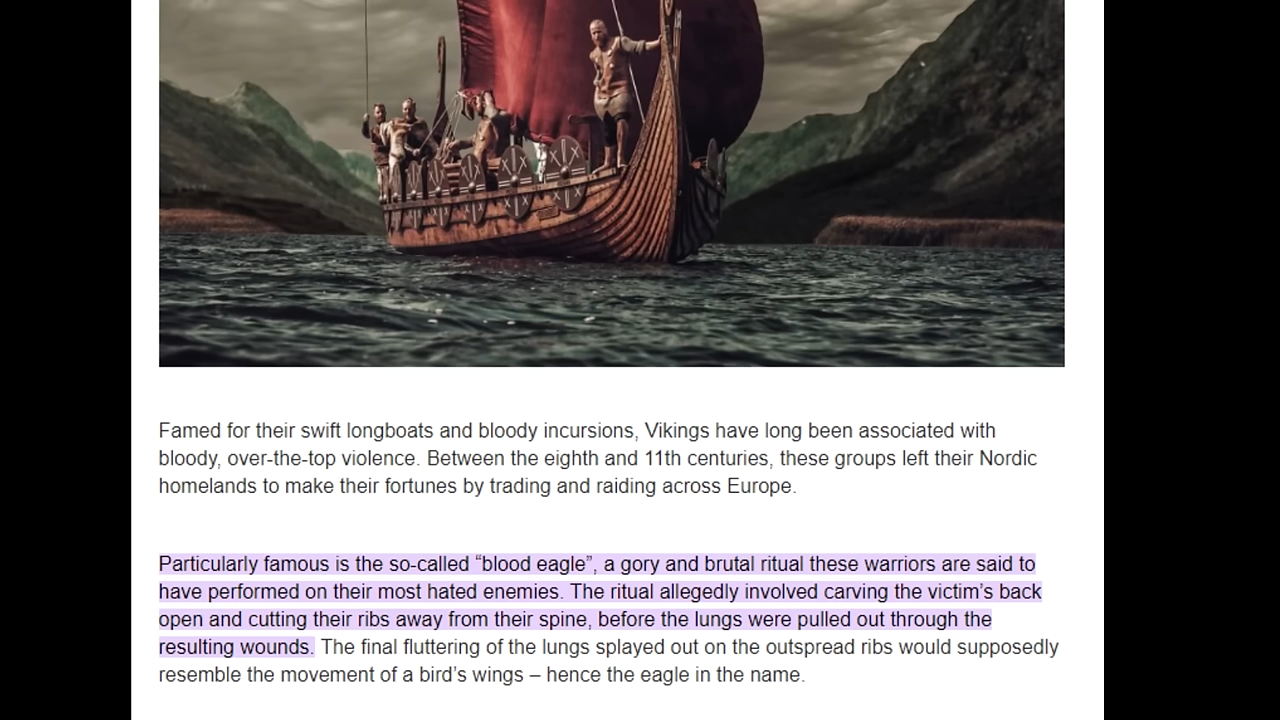 Famed for their swift longboats and bloody incursions, Vikings have long been associated with
bloody, over-the-top violence. Between the eighth and 11th centuries, these groups left their Nordic
homelands to make their fortunes by trading and raiding across Europe.
Particularly famous is the so-called “blood eagle”, a gory and brutal ritual these warriors are said to
have performed on their most hated enemies. The ritual allegedly involved carving the victim’s back
open and cutting their ribs away from their spine, before the lungs were pulled out through the
resulting wounds. The final fluttering of the lungs splayed out on the outspread ribs would supposedly
resemble the movement of a bird’s wings – hence the eagle in the name.